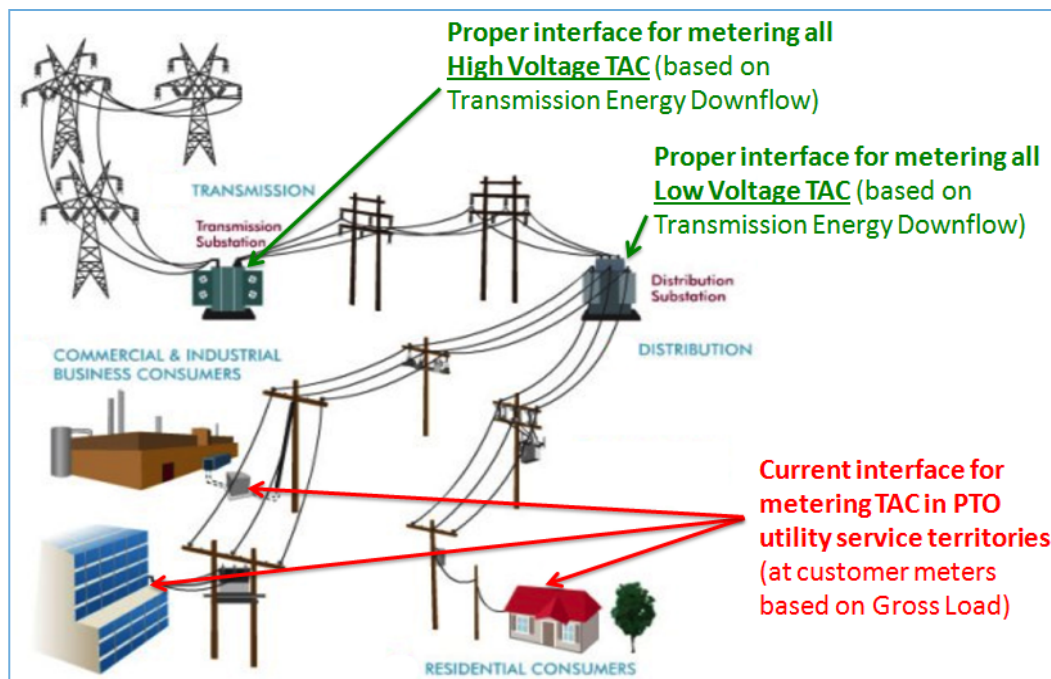 Proper interface for metering all
High Voltage TAC (based on
Transmission Energy Downflow)
Proper interface for metering all
Low Voltage TAC (based on
Transmission Energy Downflow)
TRANSMISSION
Transmission
Substation
Distribution
Substation
COMMERCIAL & INDUSTRIAL
BUSINESS CONSUMERS
DISTRIBUTION
Current interface for
metering TAC in PTO
utility service territories
(at customer meters
based on Gross Load)
RESIDENTIAL CONSUMERS